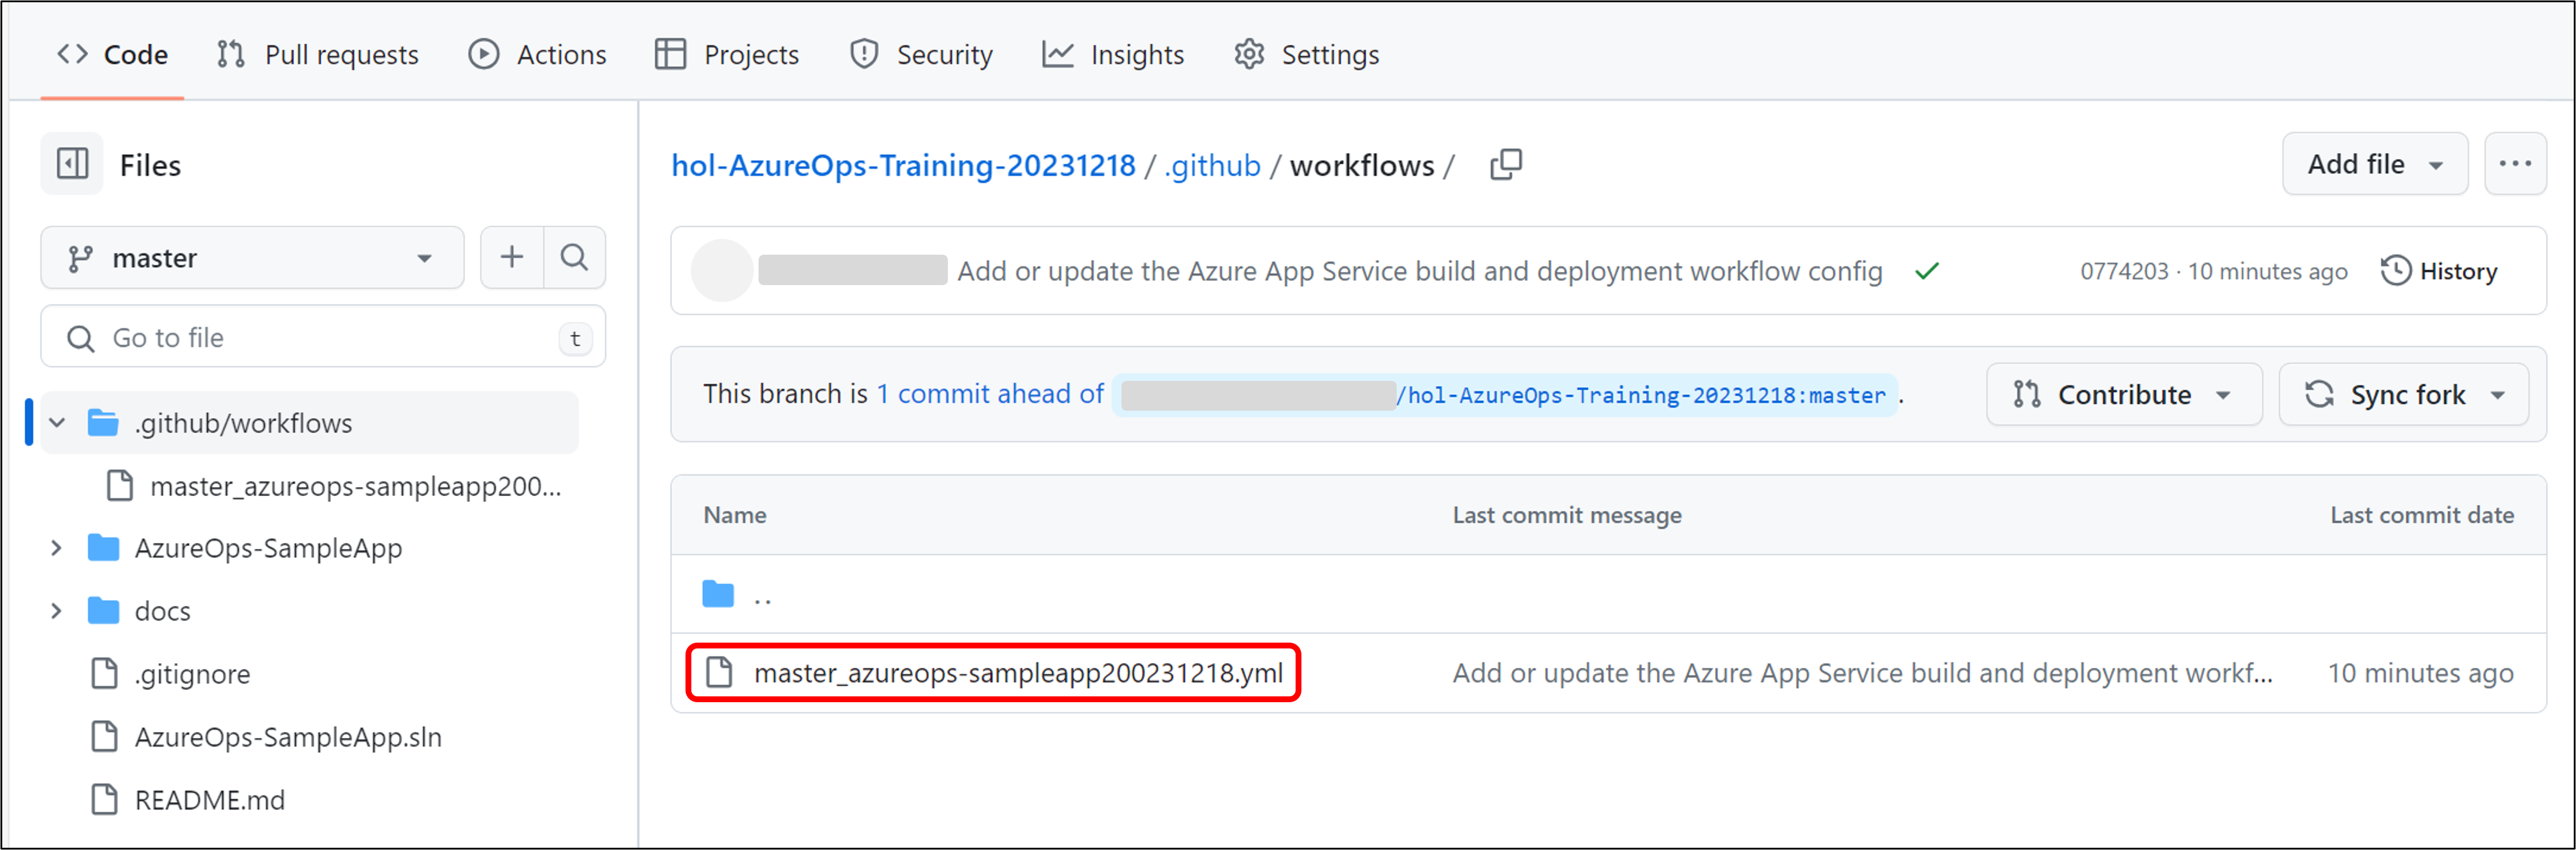 Code Pull requests Actions Projects Security Insights Settings
Files
master
Go to file t
.github/workflows
master_azureops-sampleapp200...
AzureOps-SampleApp
docs
.gitignore
AzureOps-SampleApp.sln
README.md
hol-AzureOps-Training-20231218 / .github / workflows /
Add file ...
Add or update the Azure App Service build and deployment workflow config
0774203 · 10 minutes ago History
This branch is 1 commit ahead of /hol-AzureOps-Training-20231218:master .
Contribute Sync fork
Name Last commit message Last commit date
..
master_azureops-sampleapp200231218.yml Add or update the Azure App Service build and deployment workf... 10 minutes ago